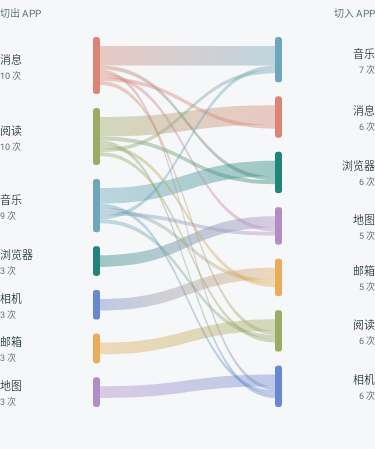 切出 APP
切入 APP
消息
10 次
阅读
10 次
音乐
9 次
浏览器
3 次
相机
3 次
邮箱
3 次
地图
3 次
音乐
7 次
消息
6 次
浏览器
6 次
地图
5 次
邮箱
5 次
阅读
6 次
相机
6 次